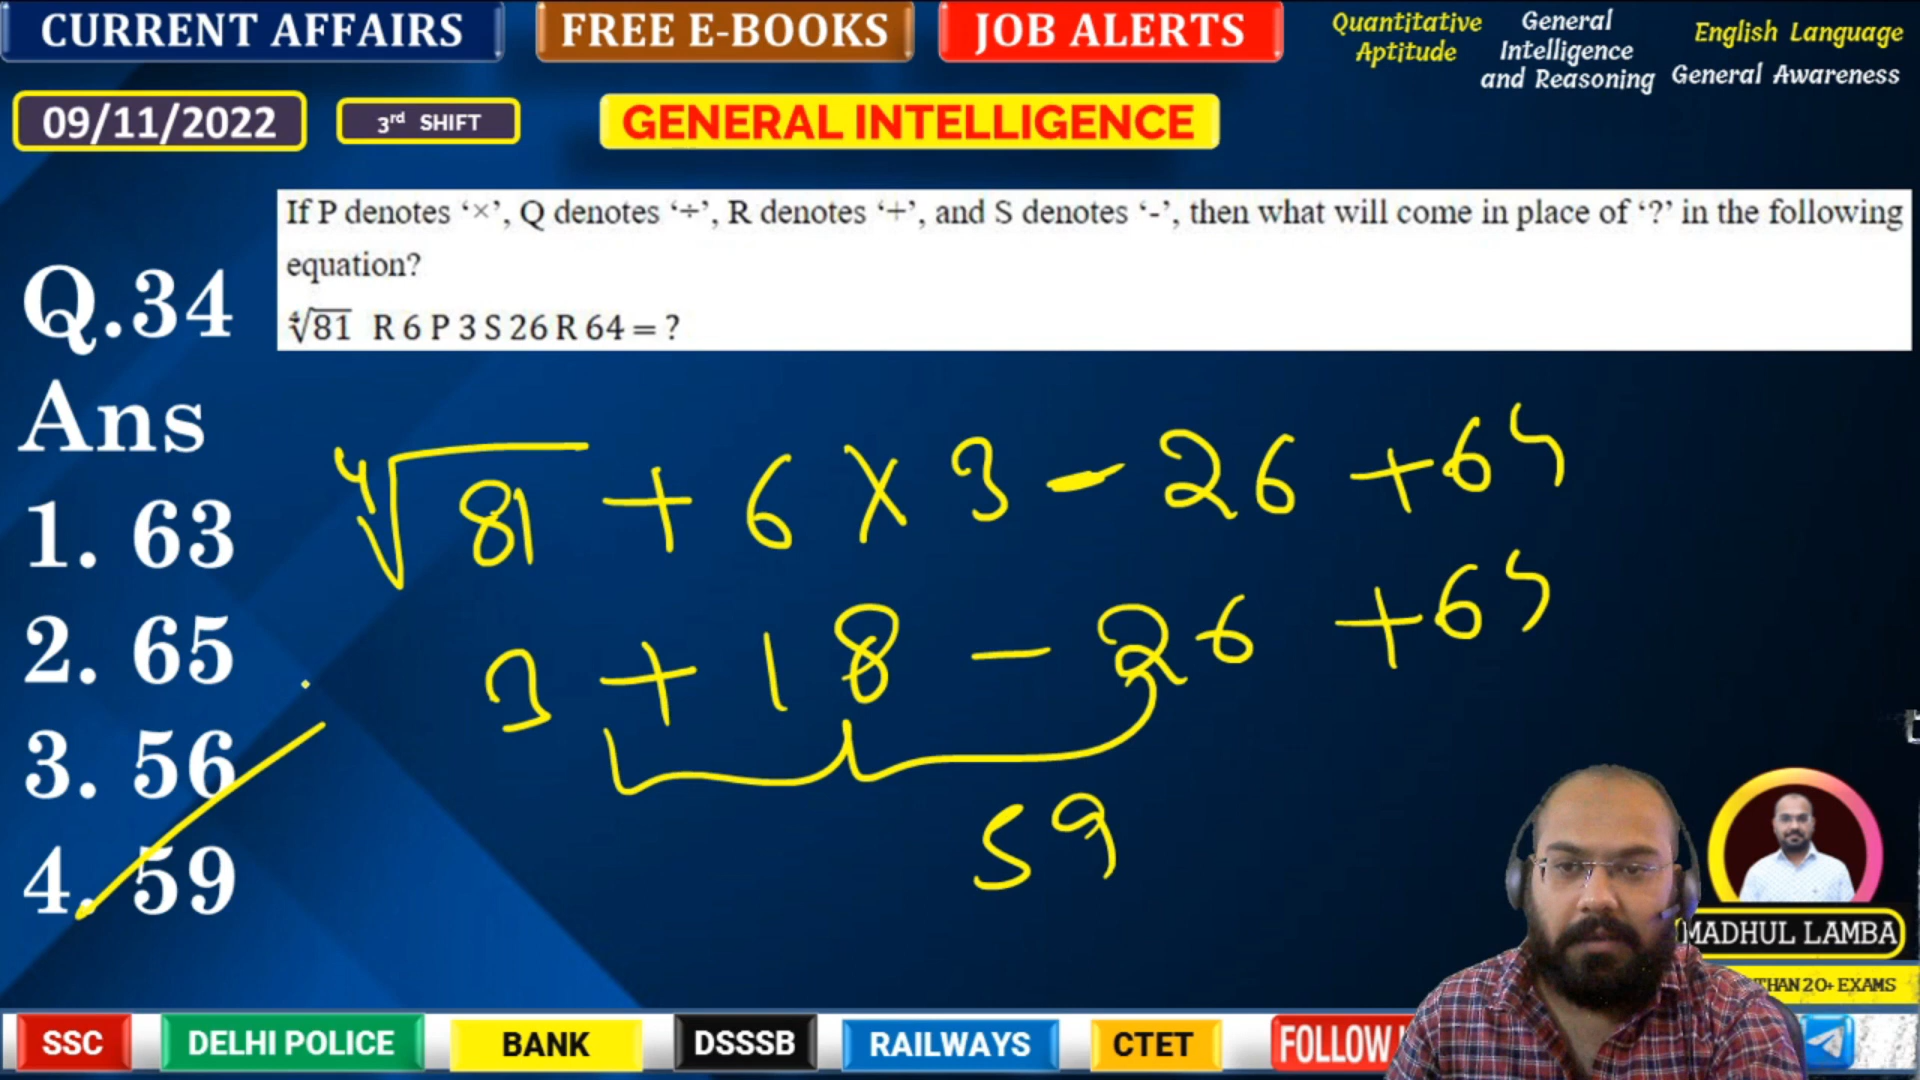 CURRENT AFFAIRS
FREE E-BOOKS
JOB ALERTS
Quantitative Aptitude
General Intelligence and Reasoning
English Language
General Awareness
09/11/2022
3rd SHIFT
GENERAL INTELLIGENCE
Q.34
If P denotes ‘×’, Q denotes ‘÷’, R denotes ‘+’, and S denotes ‘-’, then what will come in place of ‘?’ in the following
equation?
∜81 R 6 P 3 S 26 R 64 = ?
Ans
1. 63
2. 65
3. 56
4. 59
∜81 + 6 × 3 - 26 + 64
3 + 18 - 26 + 64
59
MADHUL LAMBA
THAN 20+ EXAMS
SSC
DELHI POLICE
BANK
DSSSB
RAILWAYS
CTET
FOLLOW